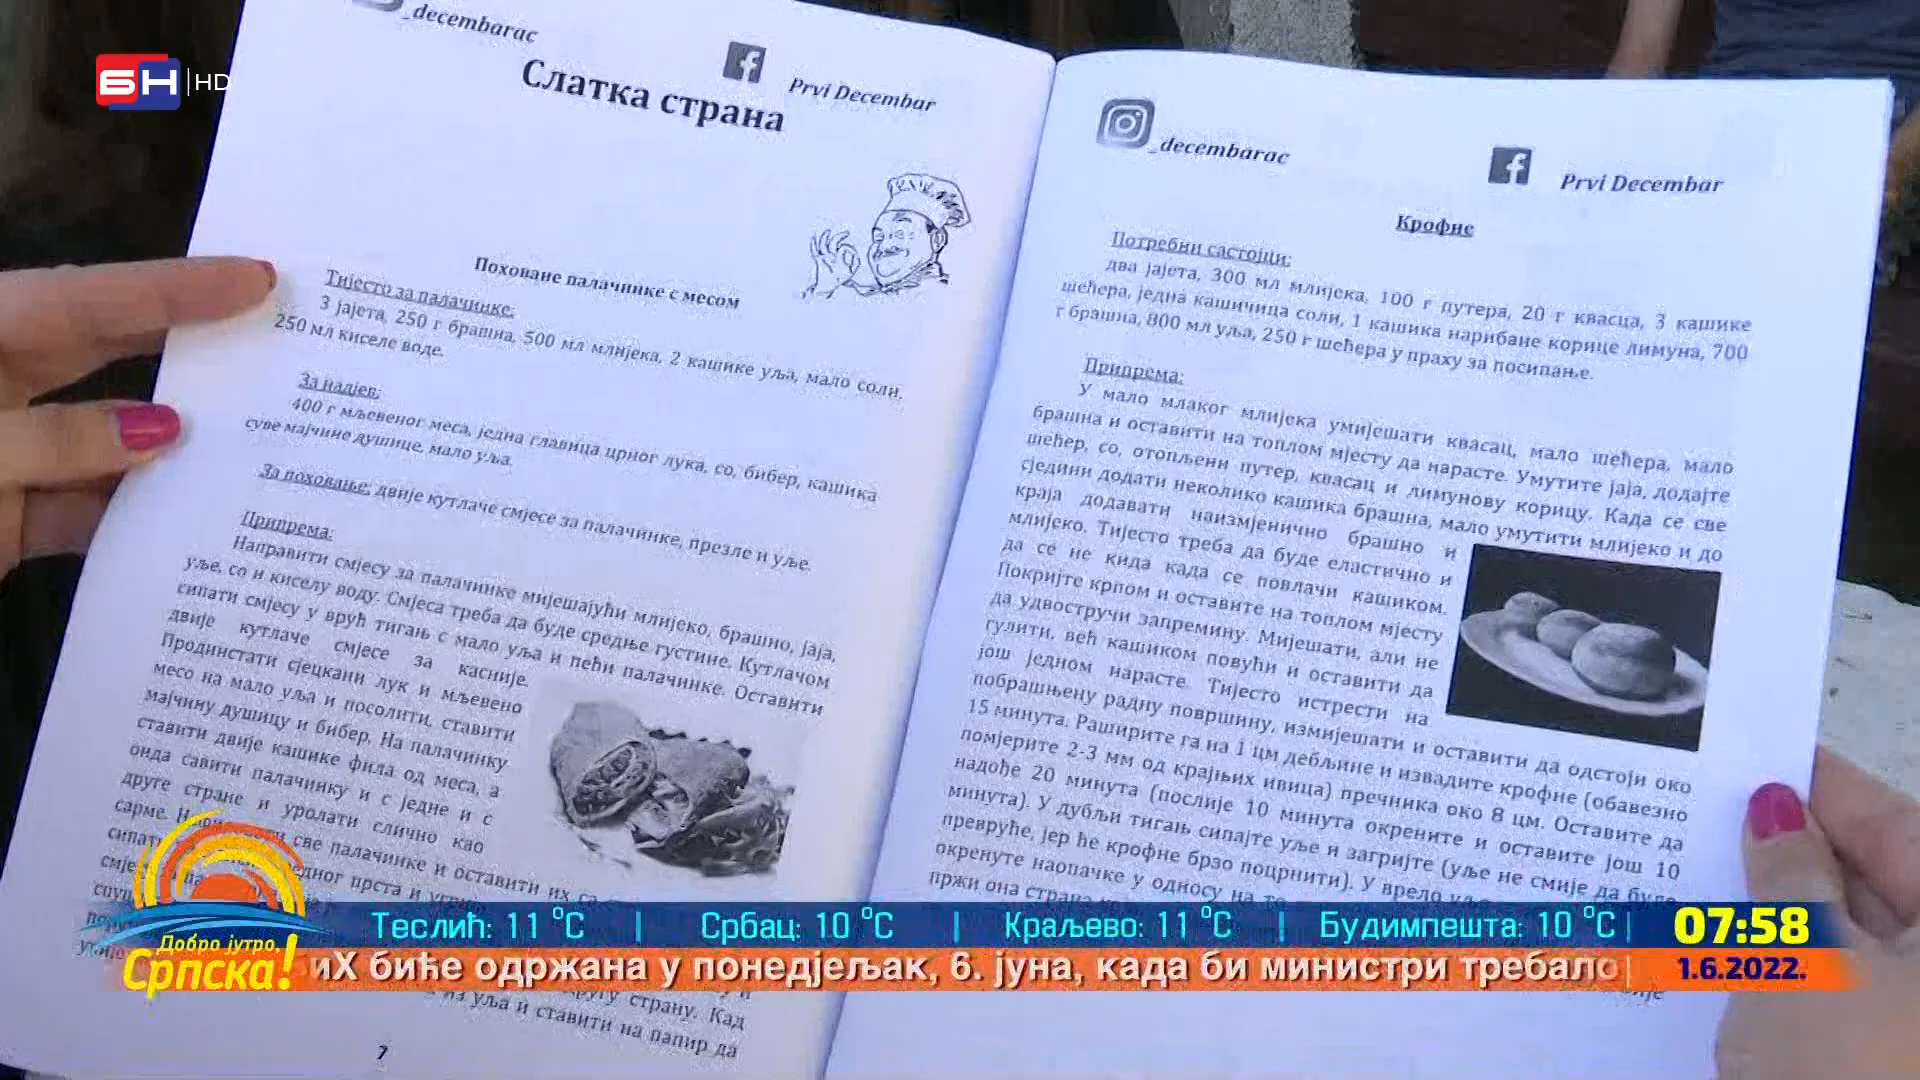 БН HD
_decembarac
Prvi Decembar
Слатка страна
Поховане палачинке с месом
Тијесто за палачинке:
3 јајета, 250 г брашна, 500 мл млијека, 2 кашике уља, мало соли,
250 мл киселе воде.
За надјев:
400 г мљевеног меса, једна главица црног лука, со, бибер, кашика
суве мајчине душице, мало уља.
За поховање: двије кутлаче смјесе за палачинке, презле и уље.
Припрема:
Направити смјесу за палачинке мијешајући млијеко, брашно, јаја,
уље, со и киселу воду. Смјеса треба да буде средње густине. Кутлачом
сипати смјесу у врућ тигањ с мало уља и пећи палачинке. Оставити
двије кутлаче смјесе за касније.
Продинстати сјецкани лук и мљевено
месо на мало уља и посолити, ставити
мајчину душицу и бибер. На палачинку
ставити двије кашике фила од меса, а
онда савити палачинку и с једне и с
друге стране и уролати слично као
сарме. све палачинке и оставити их
сипати једног прста и
страну. Кад
уља и ставити на папир да
7
_decembarac
Prvi Decembar
Крофне
Потребни састојци:
два јајета, 300 мл млијека, 100 г путера, 20 г квасца, 3 кашике
шећера, једна кашичица соли, 1 кашика нарибане корице лимуна, 700
г брашна, 800 мл уља, 250 г шећера у праху за посипање.
Припрема:
У мало млаког млијека умијешати квасац, мало шећера, мало
брашна и оставити на топлом мјесту да нарасте. Умутите јаја, додајте
шећер, со, отопљени путер, квасац и лимунову корицу. Када се све
сједини додати неколико кашика брашна, мало умутити млијеко и до
краја додавати наизмјенично брашно и
млијеко. Тијесто треба да буде еластично и
да се не кида када се повлачи кашиком.
Покријте крпом и оставите на топлом мјесту
да удвостручи запремину. Мијешати, али не
гулити, већ кашиком повући и оставити да
још једном нарасте. Тијесто истрести на
побрашњену радну површину, измијешати и оставити да одстоји око
15 минута. Раширите га на 1 цм дебљине и извадите крофне (обавезно
помјерите 2-3 мм од крајњих ивица) пречника око 8 цм. Оставите да
надође 20 минута (послије 10 минута окрените и оставите још 10
минута). У дубљи тигањ сипајте уље и загријте (уље не смије да буде
превруће, јер ће крофне брзо поцрнити). У врело
окренуте наопачке у односу на то
пржи она страна
Теслић: 11 °C | Србац: 10 °C | Краљево: 11 °C | Будимпешта: 10 °C | 07:58
Добро јутро, Српска!
БиХ биће одржана у понедјељак, 6. јуна, када би министри требало 1.6.2022.